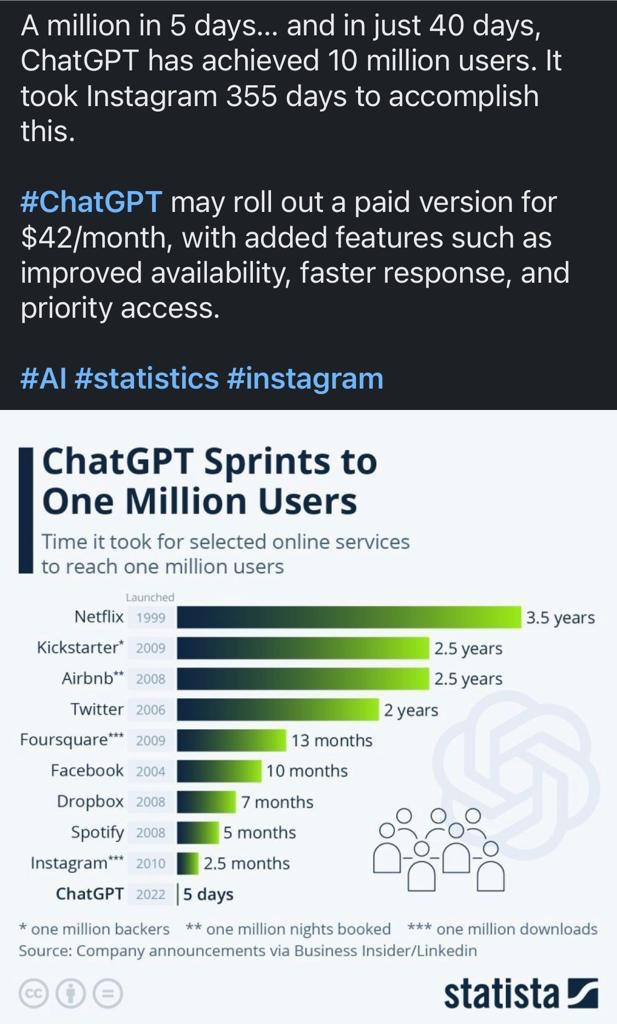 A million in 5 days... and in just 40 days,
ChatGPT has achieved 10 million users. It
took Instagram 355 days to accomplish
this.
#ChatGPT may roll out a paid version for
$42/month, with added features such as
improved availability, faster response, and
priority access.
#AI #statistics #instagram
ChatGPT Sprints to
One Million Users
Time it took for selected online services
to reach one million users
Launched
Netflix 1999 3.5 years
Kickstarter* 2009 2.5 years
Airbnb** 2008 2.5 years
Twitter 2006 2 years
Foursquare*** 2009 13 months
Facebook 2004 10 months
Dropbox 2008 7 months
Spotify 2008 5 months
Instagram*** 2010 2.5 months
ChatGPT 2022 5 days
* one million backers ** one million nights booked *** one million downloads
Source: Company announcements via Business Insider/Linkedin
cc
statista